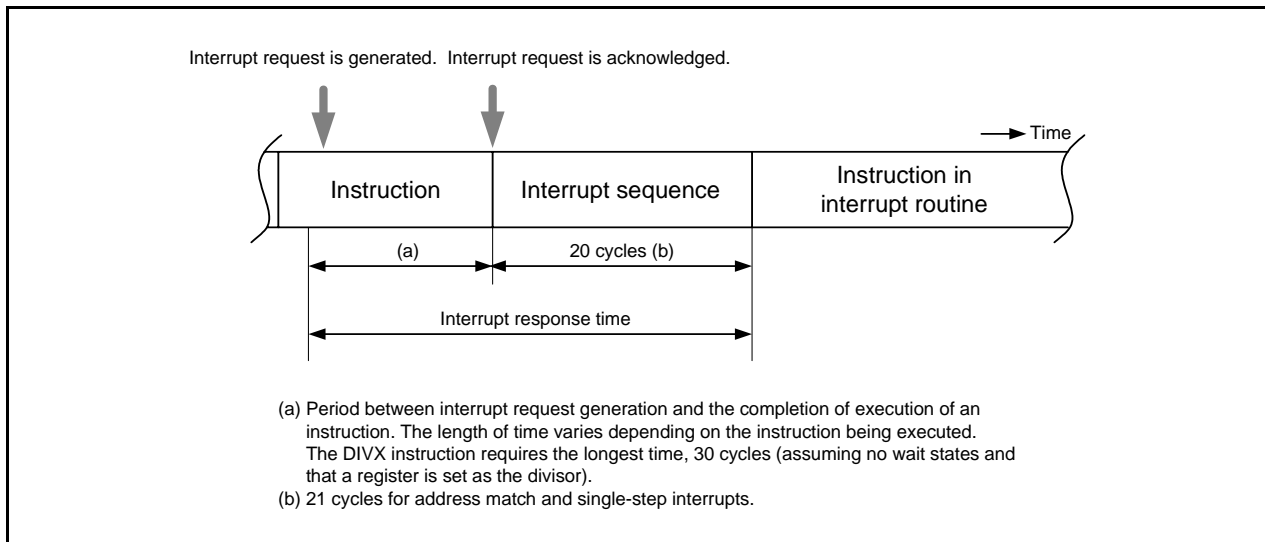 Interrupt request is generated. Interrupt request is acknowledged.
Time
Instruction
Interrupt sequence
Instruction in
interrupt routine
(a)
20 cycles (b)
Interrupt response time
(a) Period between interrupt request generation and the completion of execution of an
instruction. The length of time varies depending on the instruction being executed.
The DIVX instruction requires the longest time, 30 cycles (assuming no wait states and
that a register is set as the divisor).
(b) 21 cycles for address match and single-step interrupts.